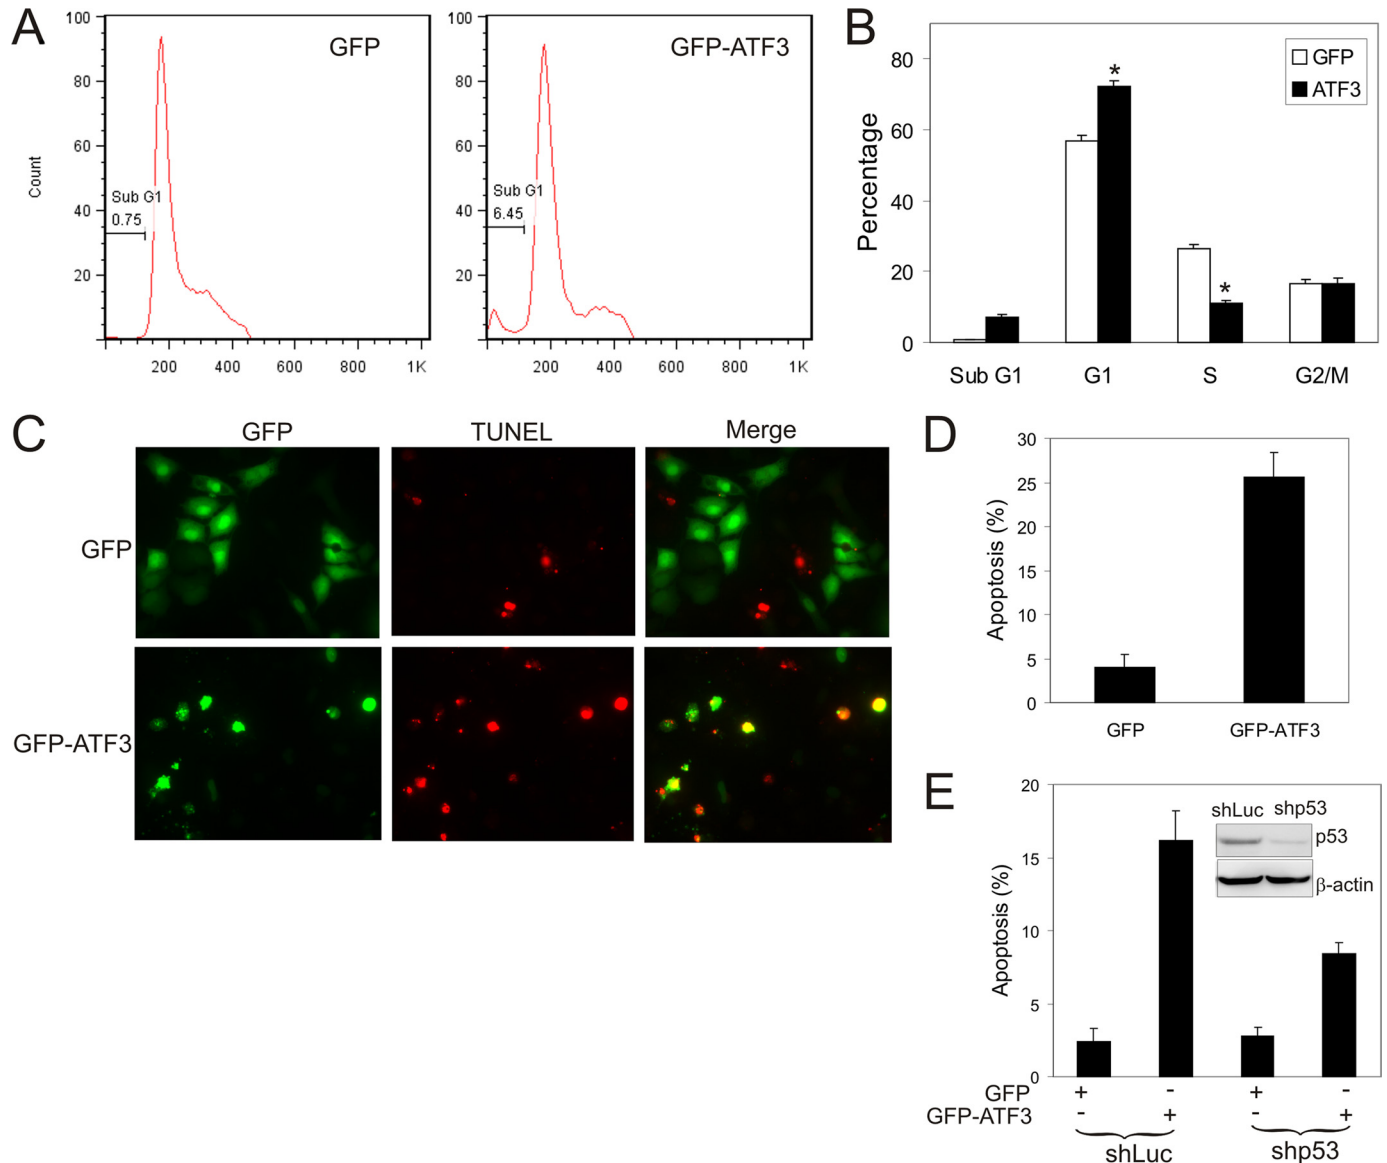 A
100
80
60
40
20
Count
GFP
Sub G1
0.75
200
400
600
800
1K
100
80
60
40
20
GFP-ATF3
Sub G1
6.45
200
400
600
800
1K
B
Percentage
80
60
40
20
0
GFP
ATF3
*
*
Sub G1
G1
S
G2/M
C
GFP
TUNEL
Merge
GFP
GFP-ATF3
D
Apoptosis (%)
30
25
20
15
10
5
0
GFP
GFP-ATF3
E
Apoptosis (%)
20
15
10
5
0
shLuc shp53
p53
β-actin
GFP + - + -
GFP-ATF3 - + - +
shLuc
shp53